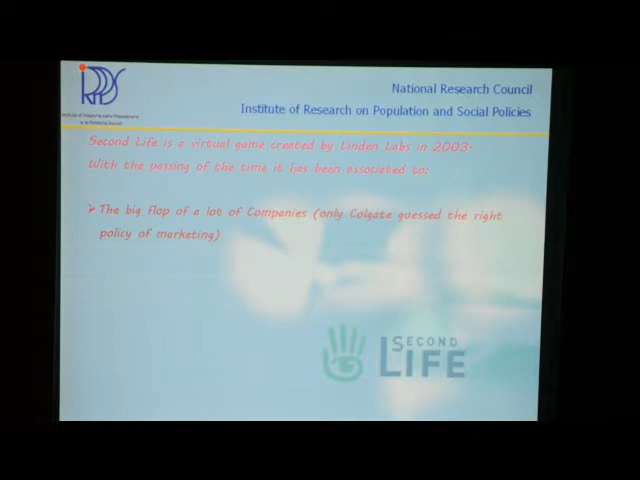 National Research Council
Institute of Research on Population and Social Policies
Second Life is a virtual game created by Linden Labs in 2003.
With the passing of the time it has been associated to:
➢ The big flop of a lot of Companies (only Colgate guessed the right
policy of marketing)
SECOND
LIFE